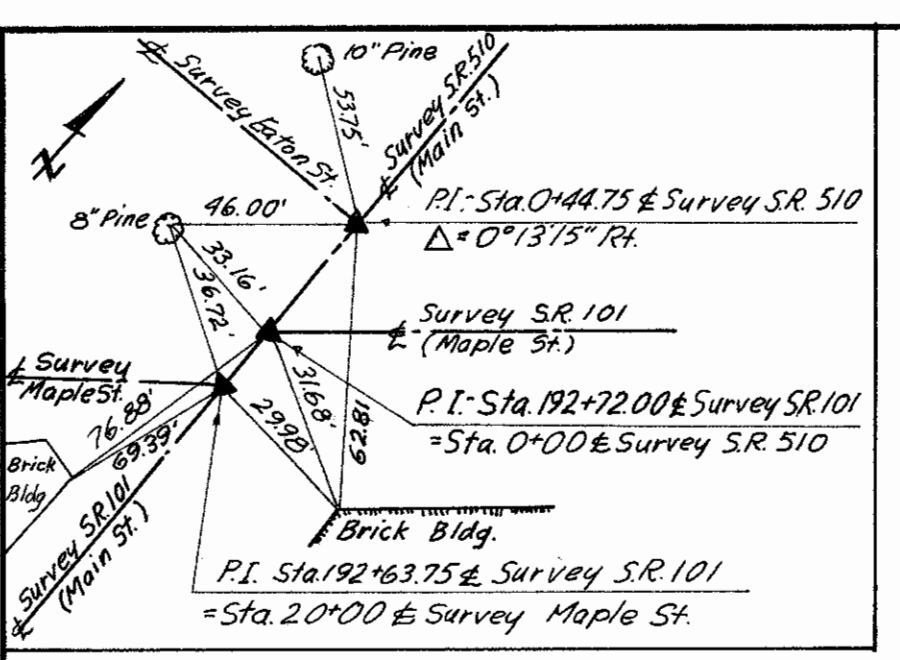 10" Pine
℄ Survey Eaton St.
℄ Survey S.R. 510
(Main St.)
53.75'
N
8" Pine
46.00'
P.I.- Sta. 0+44.75 ℄ Survey S.R. 510
△ = 0°13'15" Rt.
33.16'
36.72'
℄ Survey S.R. 101
(Maple St.)
℄ Survey
Maple St.
76.88'
69.39'
29.98'
31.68'
62.81
P.I.- Sta. 192+72.00 ℄ Survey S.R. 101
=Sta. 0+00 ℄ Survey S.R. 510
Brick
Bldg
℄ Survey S.R. 101
(Main St.)
Brick Bldg.
P.I. Sta. 192+63.75 ℄ Survey S.R. 101
=Sta. 20+00 ℄ Survey Maple St.